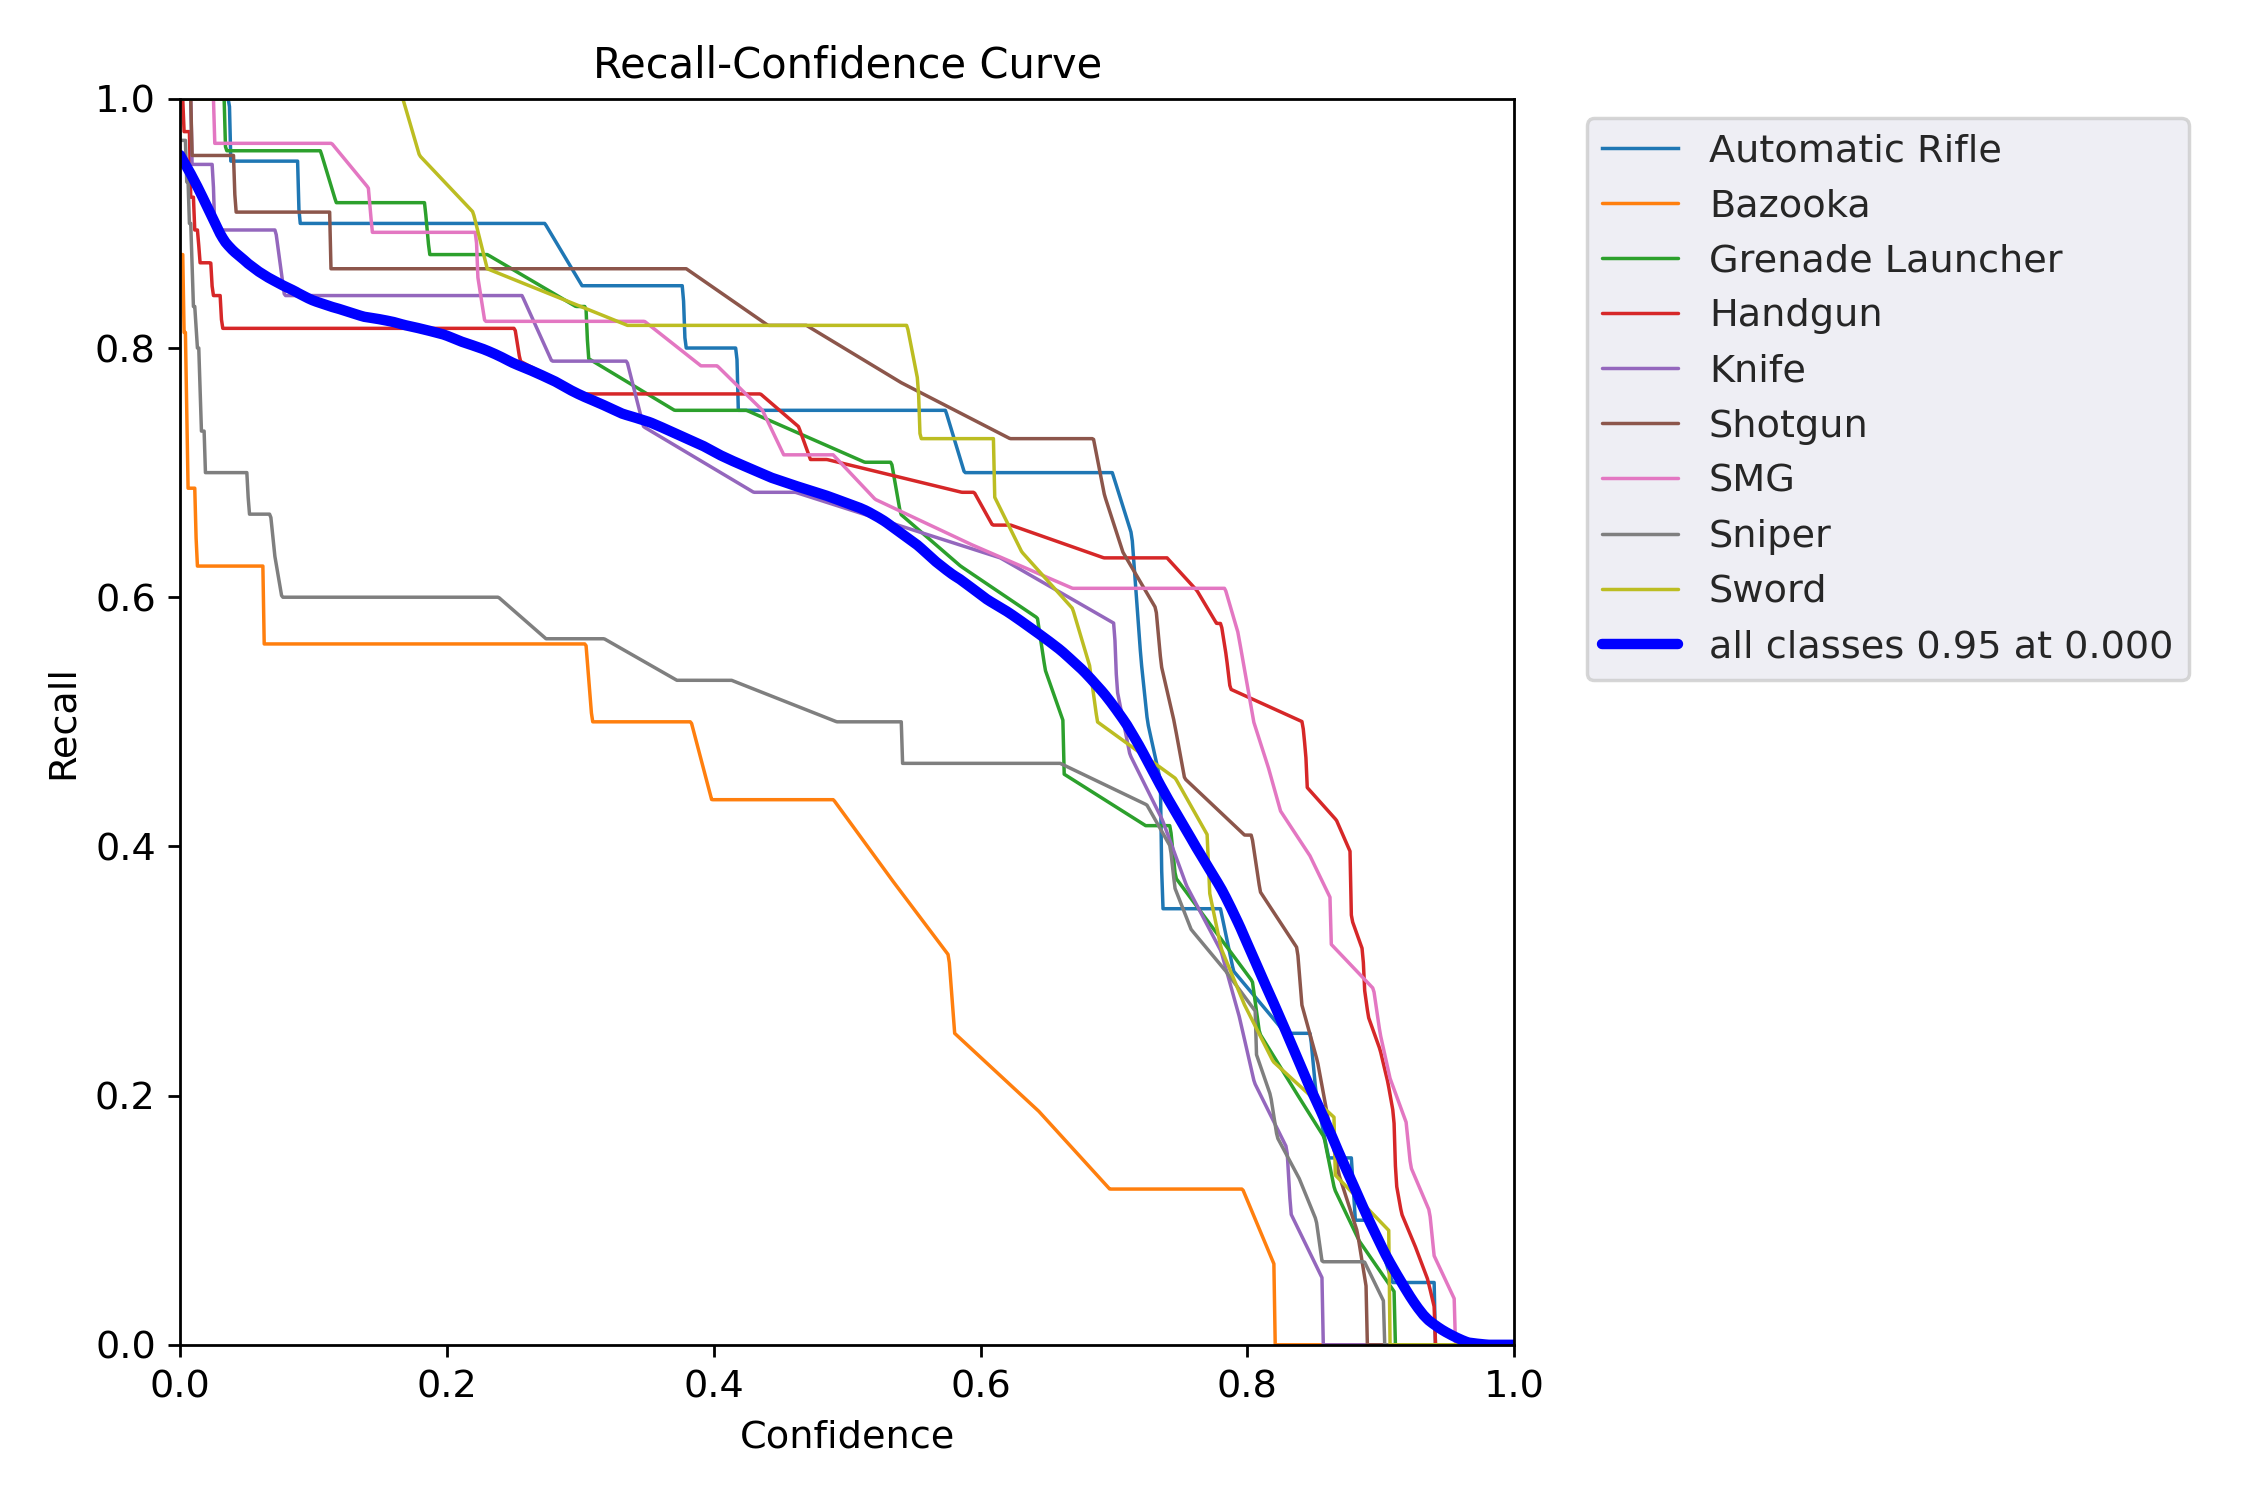 Recall-Confidence Curve
1.0
0.8
0.6
0.4
0.2
0.0
Recall
0.0 0.2 0.4 0.6 0.8 1.0
Confidence
Automatic Rifle
Bazooka
Grenade Launcher
Handgun
Knife
Shotgun
SMG
Sniper
Sword
all classes 0.95 at 0.000